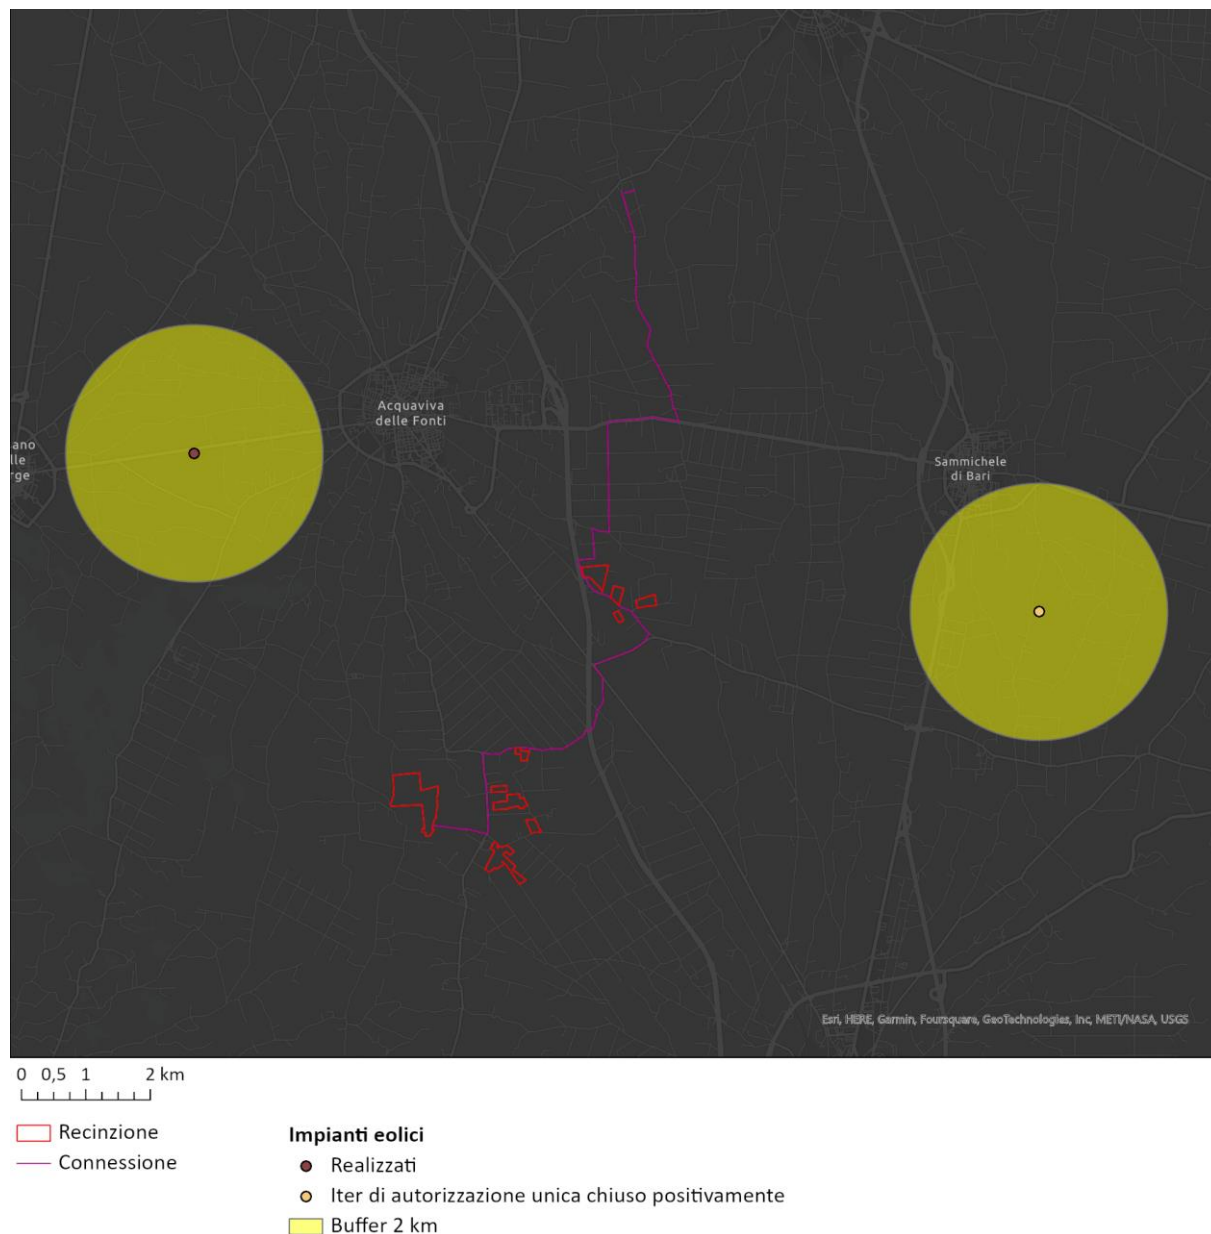 Acquaviva
delle Fonti
ano
lle
rge
Sammichele
di Bari
Esri, HERE, Garmin, Foursquare, GeoTechnologies, Inc, METI/NASA, USGS
0 0,5 1 2 km
Recinzione
Connessione
Impianti eolici
Realizzati
Iter di autorizzazione unica chiuso positivamente
Buffer 2 km